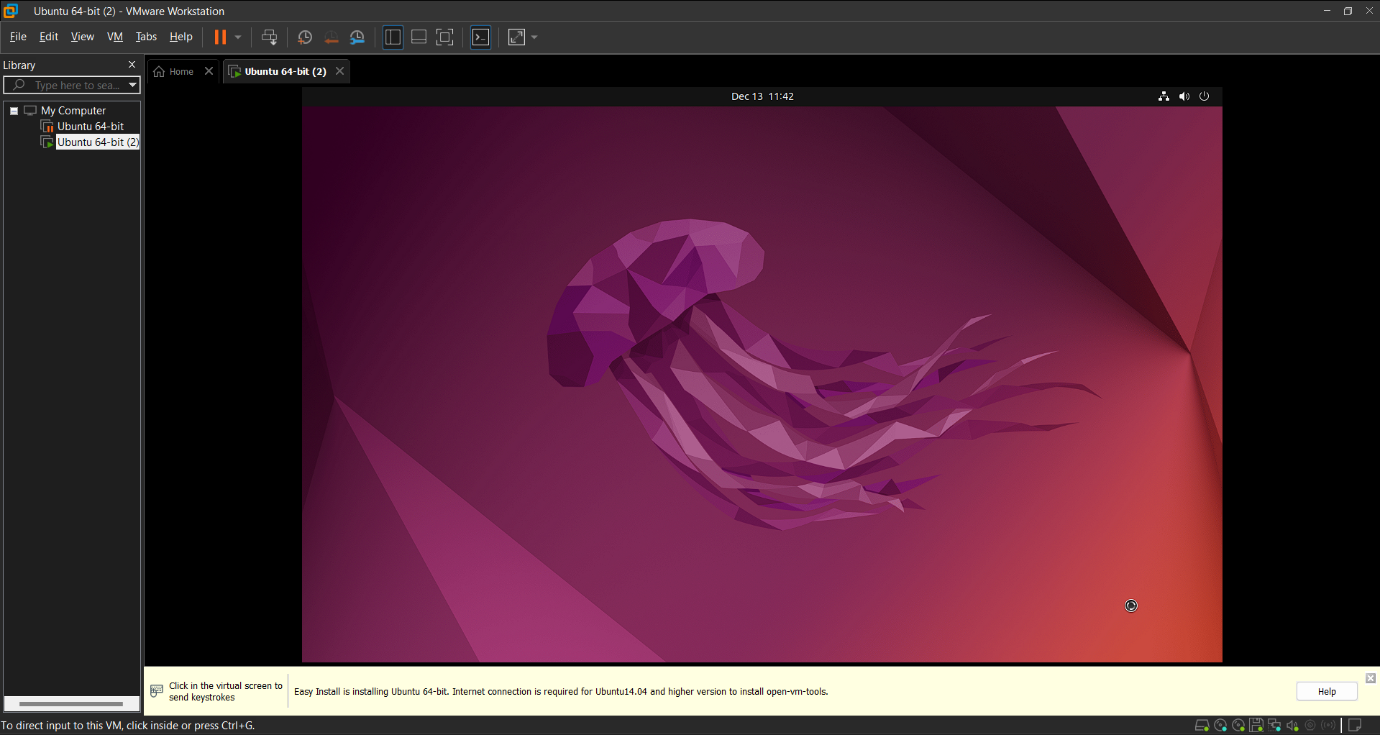 Ubuntu 64-bit (2) - VMware Workstation
File Edit View VM Tabs Help
Library
Type here to sea...
Home
Ubuntu 64-bit (2)
My Computer
Ubuntu 64-bit
Ubuntu 64-bit (2)
Dec 13 11:42
Click in the virtual screen to
send keystrokes
Easy Install is installing Ubuntu 64-bit. Internet connection is required for Ubuntu14.04 and higher version to install open-vm-tools.
Help
To direct input to this VM, click inside or press Ctrl+G.